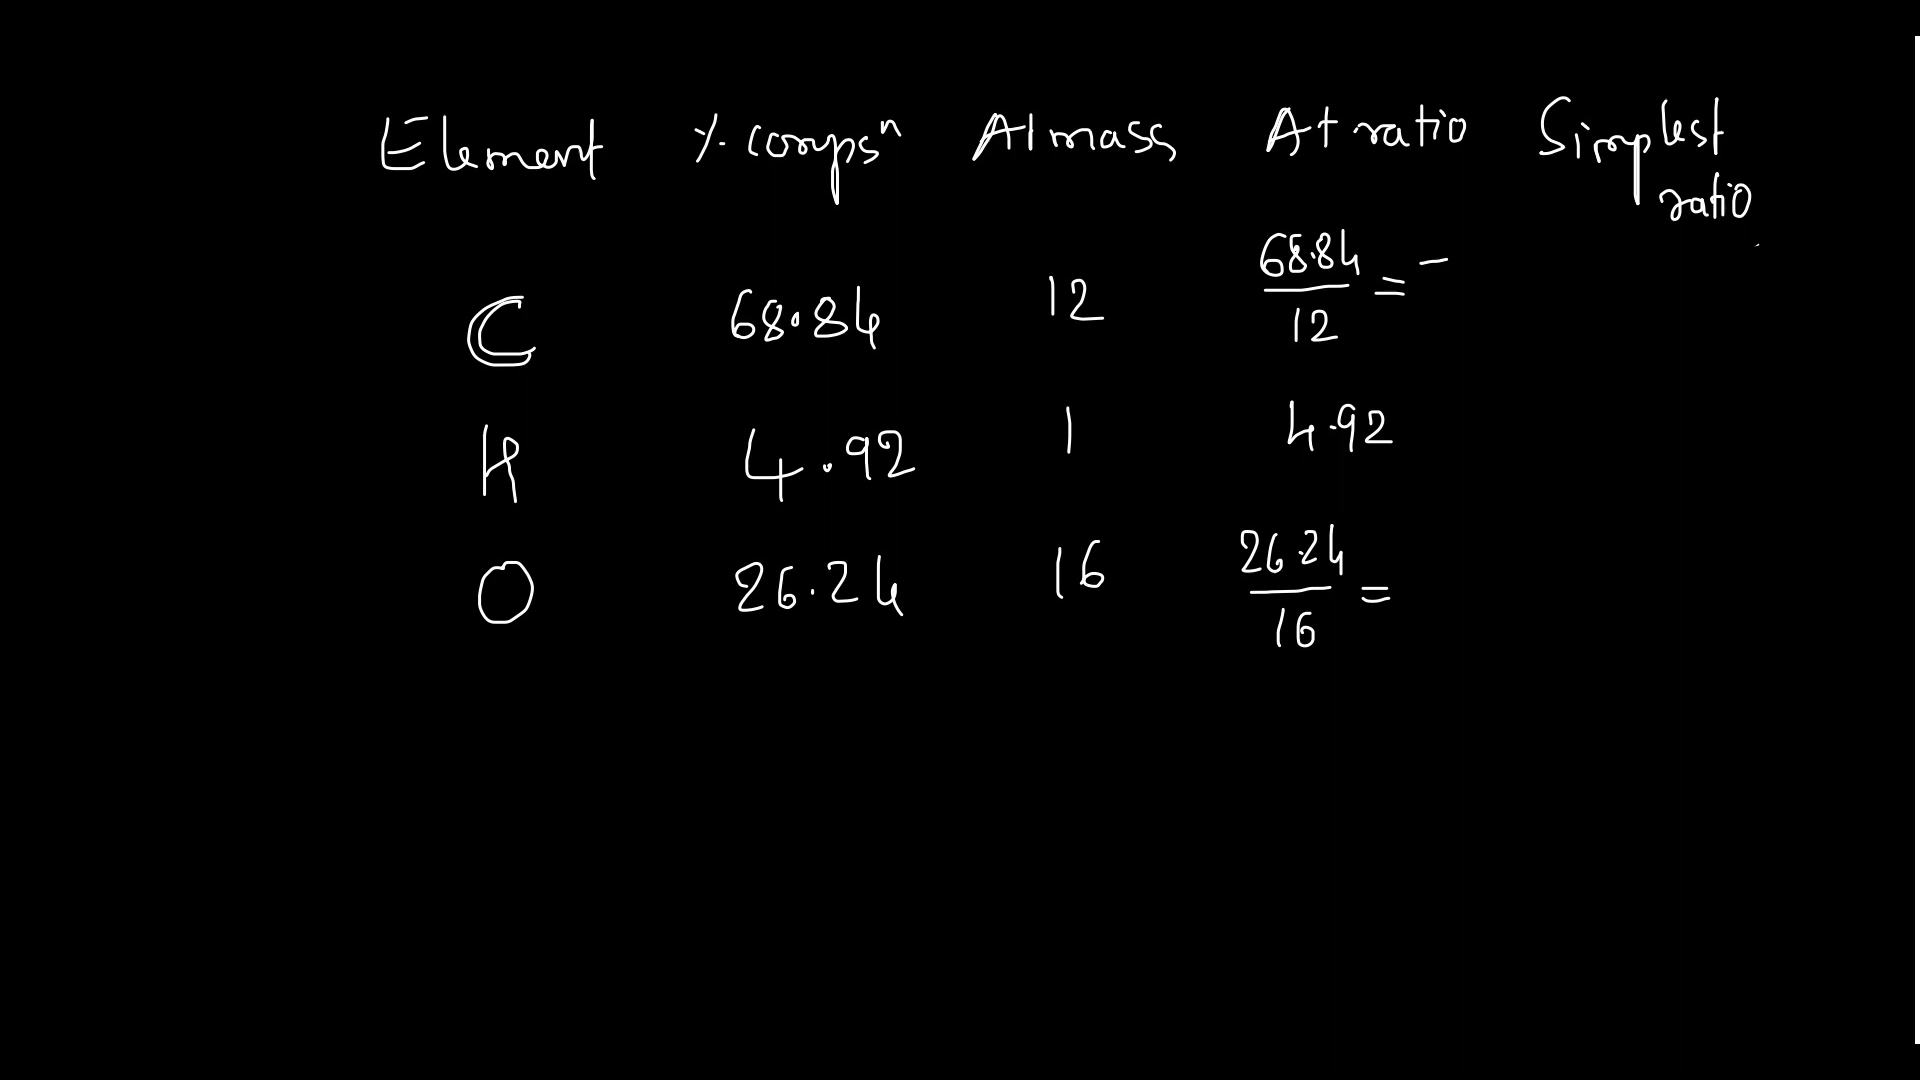 Element %. compsⁿ At mass At ratio Simplest ratio
C 68.84 12 68.84/12 = -
H 4.92 1 4.92
O 26.24 16 26.24/16 =